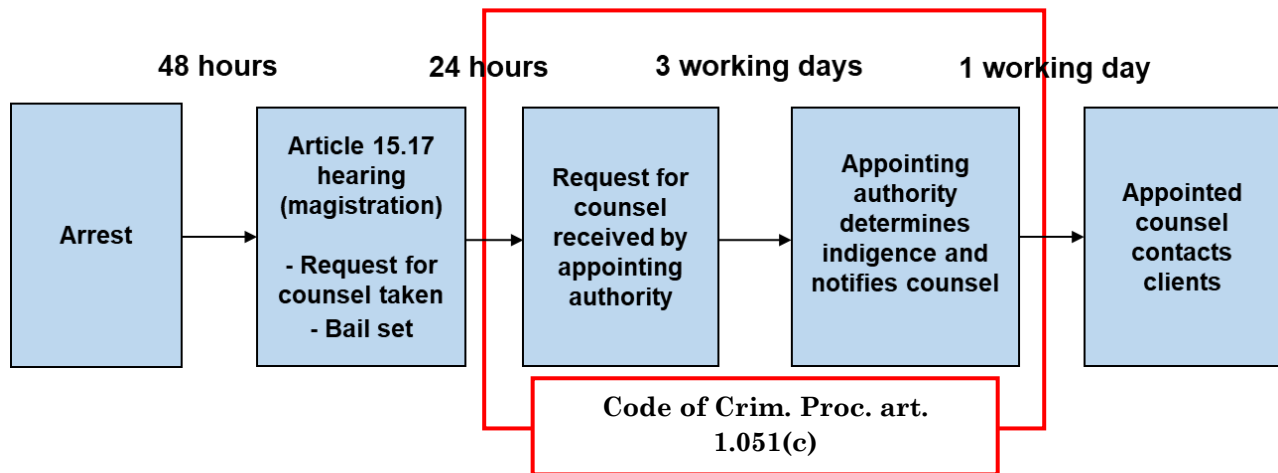 48 hours
24 hours
3 working days
1 working day
Arrest
Article 15.17
hearing
(magistration)
- Request for
counsel taken
- Bail set
Request for
counsel
received by
appointing
authority
Appointing
authority
determines
indigence and
notifies counsel
Appointed
counsel
contacts
clients
Code of Crim. Proc. art.
1.051(c)